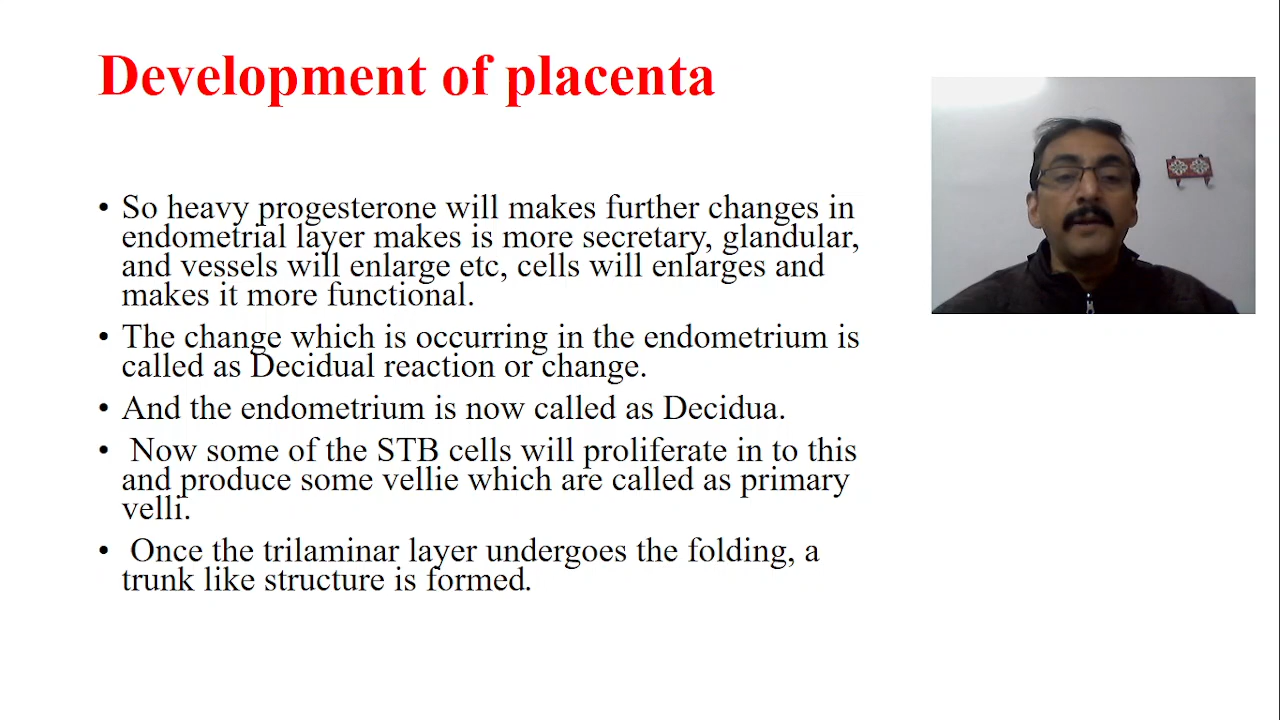 Development of placenta
• So heavy progesterone will makes further changes in
endometrial layer makes is more secretary, glandular,
and vessels will enlarge etc, cells will enlarges and
makes it more functional.
• The change which is occurring in the endometrium is
called as Decidual reaction or change.
• And the endometrium is now called as Decidua.
• Now some of the STB cells will proliferate in to this
and produce some vellie which are called as primary
velli.
• Once the trilaminar layer undergoes the folding, a
trunk like structure is formed.